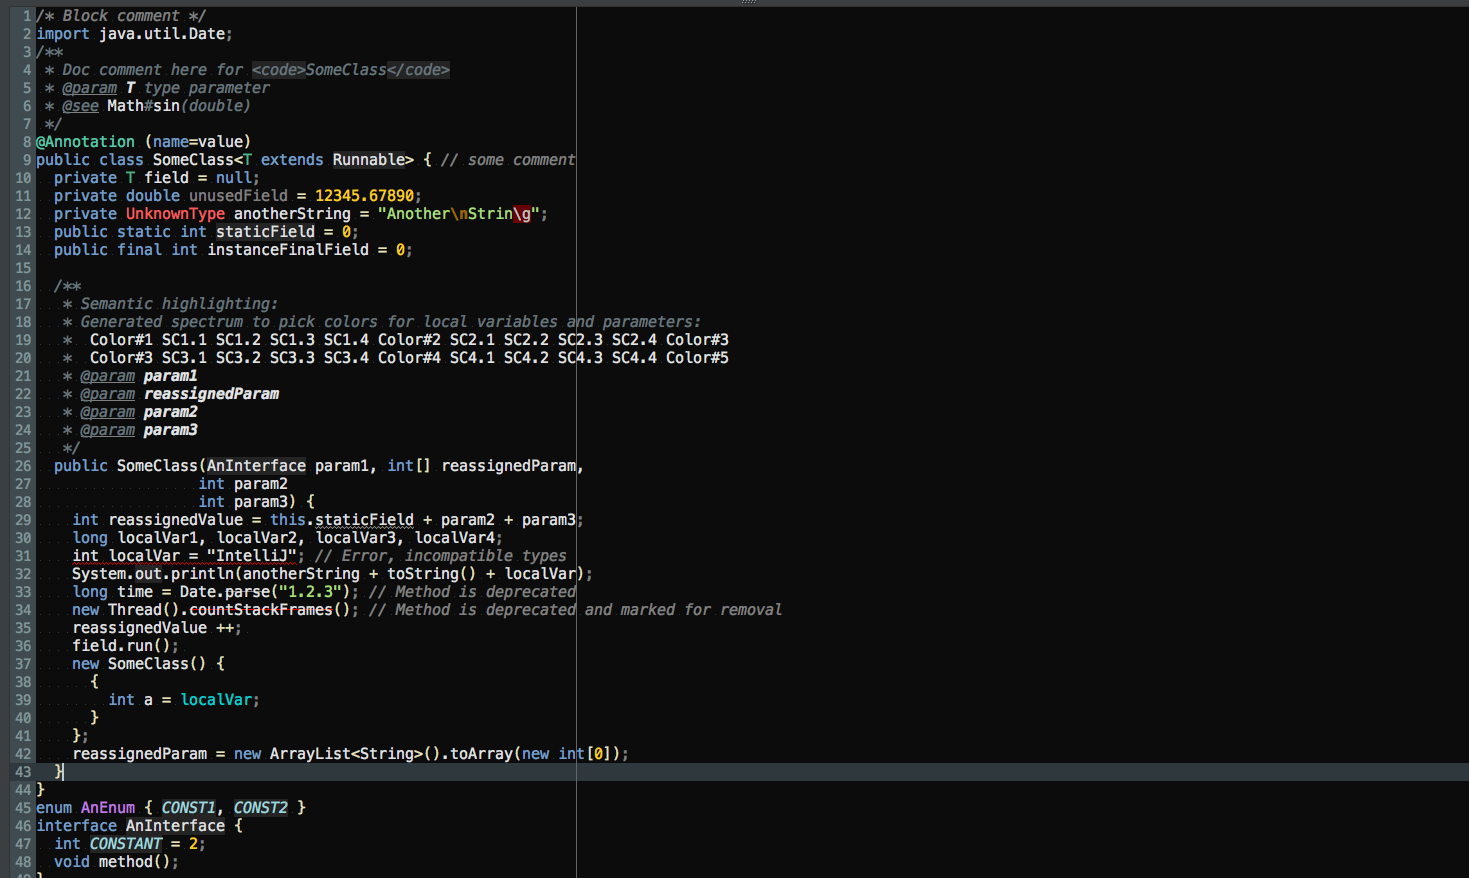 1 /* Block comment */
2 import java.util.Date;
3 /**
4  * Doc comment here for <code>SomeClass</code>
5  * @param T type parameter
6  * @see Math#sin(double)
7  */
8 @Annotation (name=value)
9 public class SomeClass<T extends Runnable> { // some comment
10   private T field = null;
11   private double unusedField = 12345.67890;
12   private UnknownType anotherString = "Another\nStrin\g";
13   public static int staticField = 0;
14   public final int instanceFinalField = 0;
15
16   /**
17    * Semantic highlighting:
18    * Generated spectrum to pick colors for local variables and parameters:
19    *  Color#1 SC1.1 SC1.2 SC1.3 SC1.4 Color#2 SC2.1 SC2.2 SC2.3 SC2.4 Color#3
20    *  Color#3 SC3.1 SC3.2 SC3.3 SC3.4 Color#4 SC4.1 SC4.2 SC4.3 SC4.4 Color#5
21    * @param param1
22    * @param reassignedParam
23    * @param param2
24    * @param param3
25    */
26   public SomeClass(AnInterface param1, int[] reassignedParam,
27                   int param2
28                   int param3) {
29     int reassignedValue = this.staticField + param2 + param3;
30     long localVar1, localVar2, localVar3, localVar4;
31     int localVar = "IntelliJ"; // Error, incompatible types
32     System.out.println(anotherString + toString() + localVar);
33     long time = Date.parse("1.2.3"); // Method is deprecated
34     new Thread().countStackFrames(); // Method is deprecated and marked for removal
35     reassignedValue ++;
36     field.run();
37     new SomeClass() {
38       {
39         int a = localVar;
40       }
41     };
42     reassignedParam = new ArrayList<String>().toArray(new int[0]);
43   }
44 }
45 enum AnEnum { CONST1, CONST2 }
46 interface AnInterface {
47   int CONSTANT = 2;
48   void method();